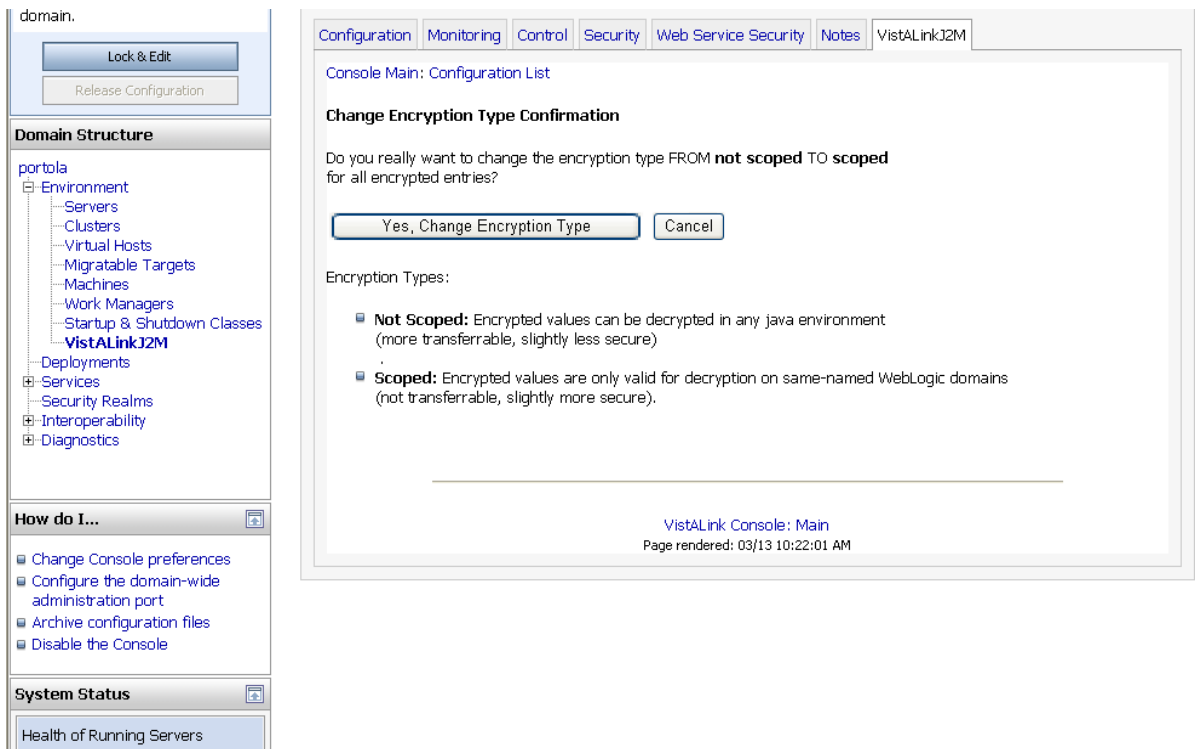 domain.
Lock & Edit
Release Configuration
Domain Structure
portola
Environment
Servers
Clusters
Virtual Hosts
Migratable Targets
Machines
Work Managers
Startup & Shutdown Classes
VistALinkJ2M
Deployments
Services
Security Realms
Interoperability
Diagnostics
How do I...
Change Console preferences
Configure the domain-wide
administration port
Archive configuration files
Disable the Console
System Status
Health of Running Servers
Configuration Monitoring Control Security Web Service Security Notes VistALinkJ2M
Console Main: Configuration List
Change Encryption Type Confirmation
Do you really want to change the encryption type FROM not scoped TO scoped
for all encrypted entries?
Yes, Change Encryption Type Cancel
Encryption Types:
Not Scoped: Encrypted values can be decrypted in any java environment
(more transferrable, slightly less secure)
.
Scoped: Encrypted values are only valid for decryption on same-named WebLogic domains
(not transferrable, slightly more secure).
VistALink Console: Main
Page rendered: 03/13 10:22:01 AM